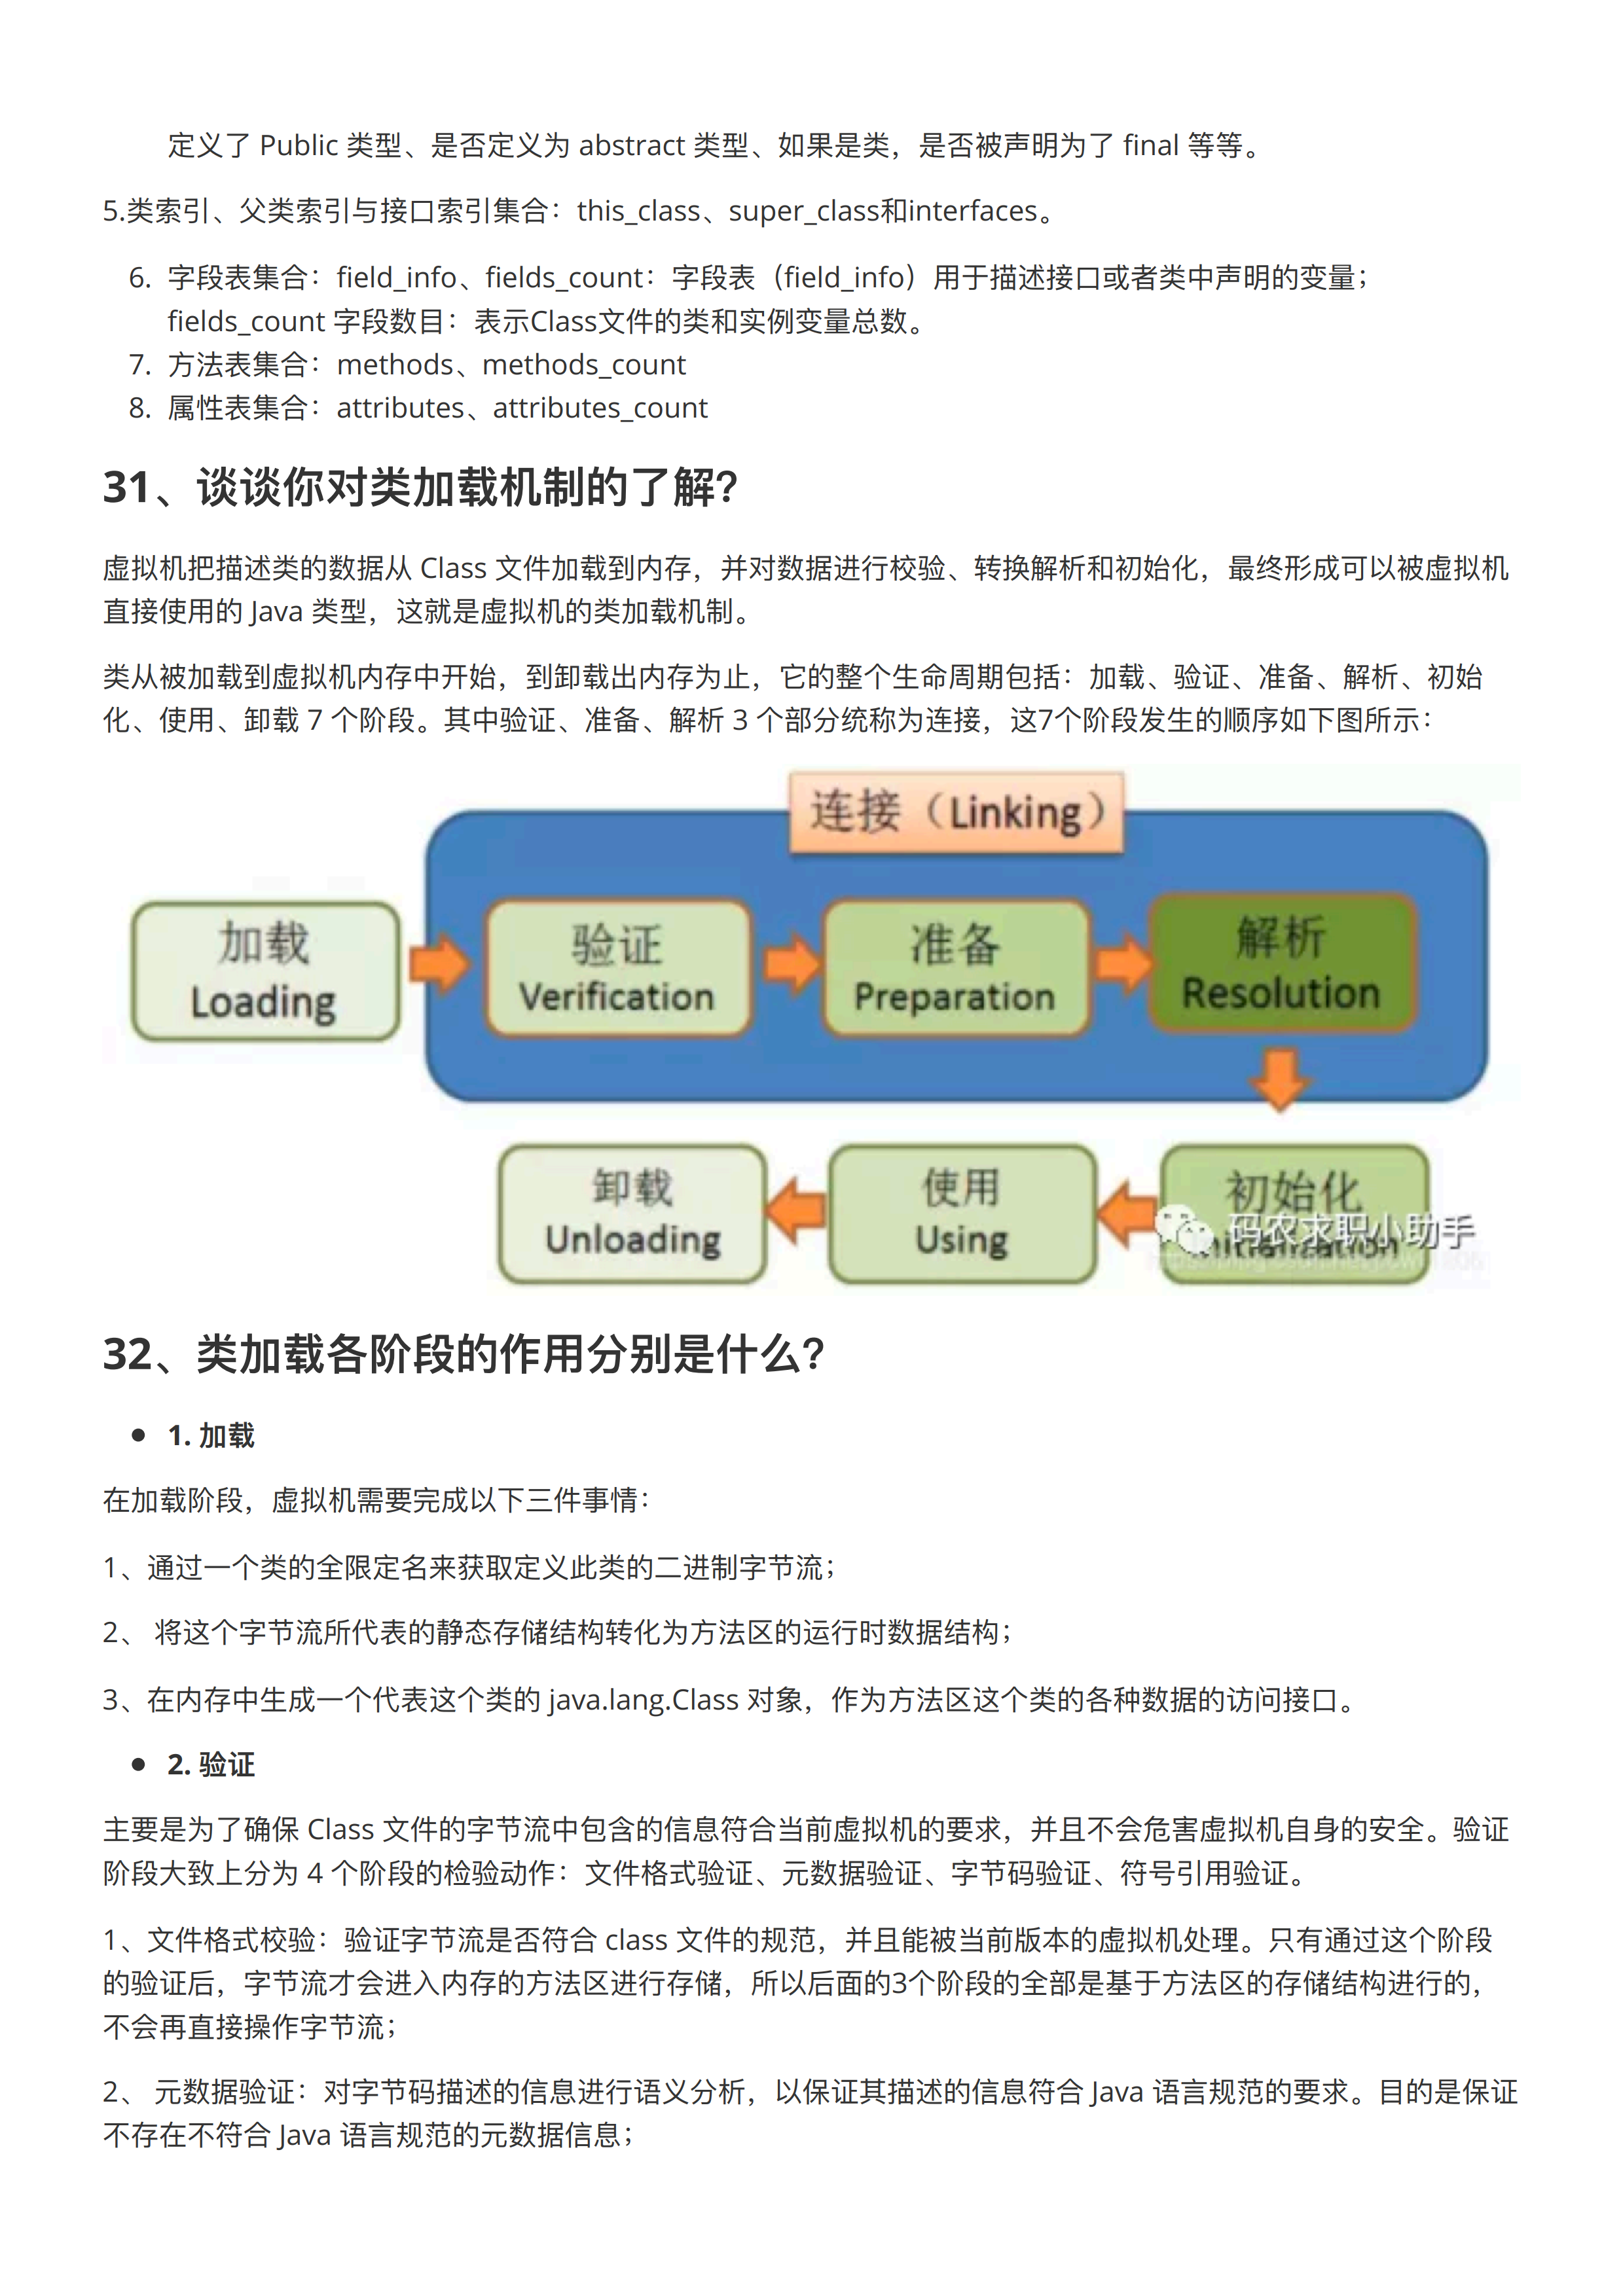 定义了 Public 类型、是否定义为 abstract 类型、如果是类，是否被声明为了 final 等等。
5.类索引、父类索引与接口索引集合：this_class、super_class和interfaces。
6. 字段表集合：field_info、fields_count：字段表（field_info）用于描述接口或者类中声明的变量；
fields_count 字段数目：表示Class文件的类和实例变量总数。
7. 方法表集合：methods、methods_count
8. 属性表集合：attributes、attributes_count
31、谈谈你对类加载机制的了解？
虚拟机把描述类的数据从 Class 文件加载到内存，并对数据进行校验、转换解析和初始化，最终形成可以被虚拟机
直接使用的 Java 类型，这就是虚拟机的类加载机制。
类从被加载到虚拟机内存中开始，到卸载出内存为止，它的整个生命周期包括：加载、验证、准备、解析、初始
化、使用、卸载 7 个阶段。其中验证、准备、解析 3 个部分统称为连接，这7个阶段发生的顺序如下图所示：
连接（Linking）
加载
Loading
验证
Verification
准备
Preparation
解析
Resolution
卸载
Unloading
使用
Using
初始化
码农求职小助手
32、类加载各阶段的作用分别是什么？
• 1. 加载
在加载阶段，虚拟机需要完成以下三件事情：
1、通过一个类的全限定名来获取定义此类的二进制字节流；
2、 将这个字节流所代表的静态存储结构转化为方法区的运行时数据结构；
3、在内存中生成一个代表这个类的 java.lang.Class 对象，作为方法区这个类的各种数据的访问接口。
• 2. 验证
主要是为了确保 Class 文件的字节流中包含的信息符合当前虚拟机的要求，并且不会危害虚拟机自身的安全。验证
阶段大致上分为 4 个阶段的检验动作：文件格式验证、元数据验证、字节码验证、符号引用验证。
1、文件格式校验：验证字节流是否符合 class 文件的规范，并且能被当前版本的虚拟机处理。只有通过这个阶段
的验证后，字节流才会进入内存的方法区进行存储，所以后面的3个阶段的全部是基于方法区的存储结构进行的，
不会再直接操作字节流；
2、 元数据验证：对字节码描述的信息进行语义分析，以保证其描述的信息符合 Java 语言规范的要求。目的是保证
不存在不符合 Java 语言规范的元数据信息；